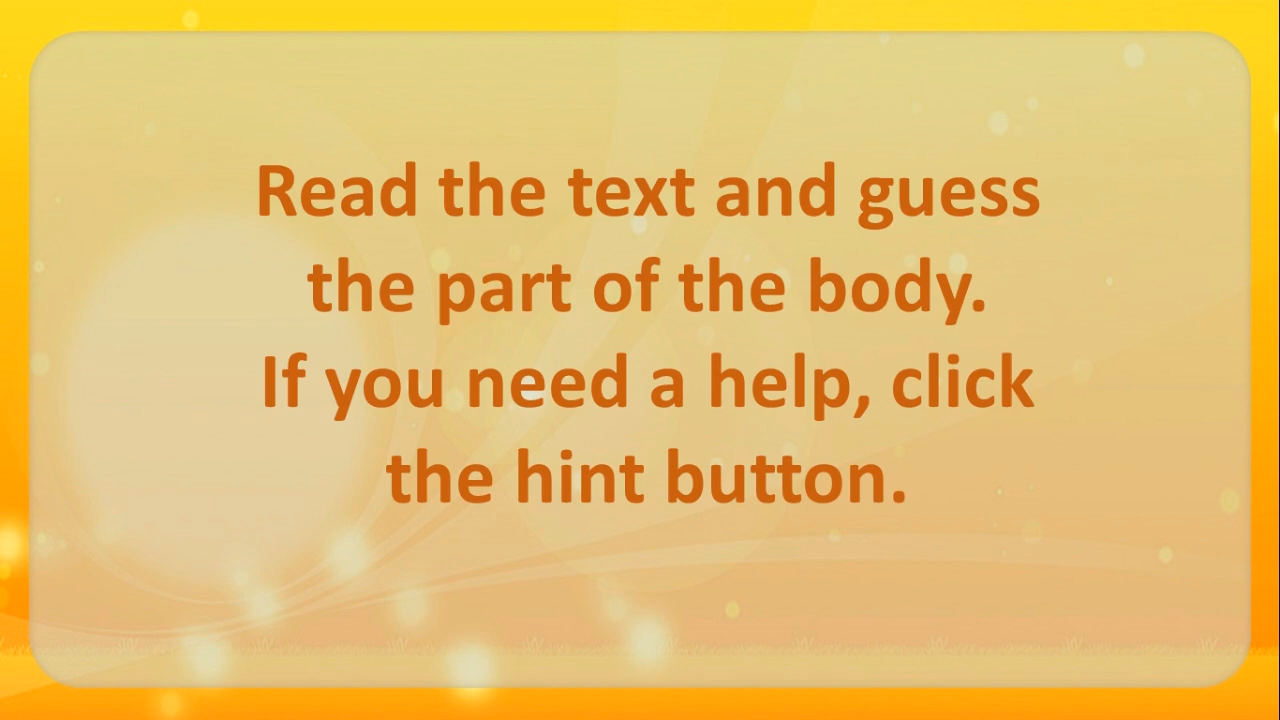 Read the text and guess
the part of the body.
If you need a help, click
the hint button.